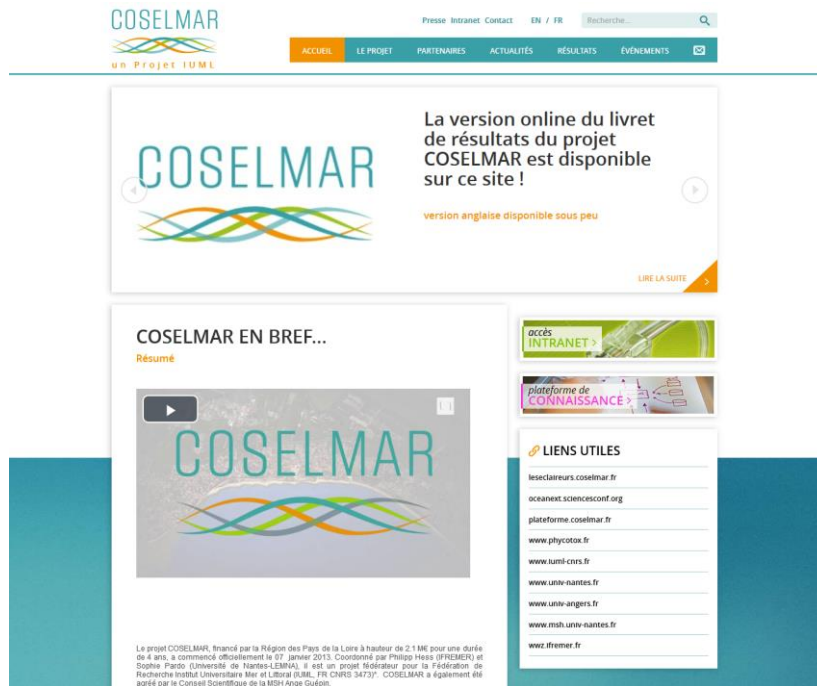 COSELMAR
un Projet IUML
Presse Intranet Contact EN / FR Recherche...
ACCUEIL LE PROJET PARTENAIRES ACTUALITÉS RÉSULTATS ÉVÉNEMENTS
COSELMAR
La version online du livret
de résultats du projet
COSELMAR est disponible
sur ce site !
version anglaise disponible sous peu
LIRE LA SUITE
COSELMAR EN BREF...
Résumé
COSELMAR
Le projet COSELMAR, financé par la Région des Pays de la Loire à hauteur de 2.1 M€ pour une durée
de 4 ans, a commencé officiellement le 07 janvier 2013. Coordonné par Philipp Hess (IFREMER) et
Sophie Pardo (Université de Nantes-LEMNA), il est un projet fédérateur pour la Fédération de
Recherche Institut Universitaire Mer et Littoral (IUML, FR CNRS 3473)*. COSELMAR a également été
agréé par le Conseil Scientifique de la MSH Ange Guépin.
accès
INTRANET >
plateforme de
CONNAISSANCE >
LIENS UTILES
leseclaireurs.coselmar.fr
oceanext.sciencesconf.org
plateforme.coselmar.fr
www.phycotox.fr
www.iuml-cnrs.fr
www.univ-nantes.fr
www.univ-angers.fr
www.msh.univ-nantes.fr
wwz.ifremer.fr